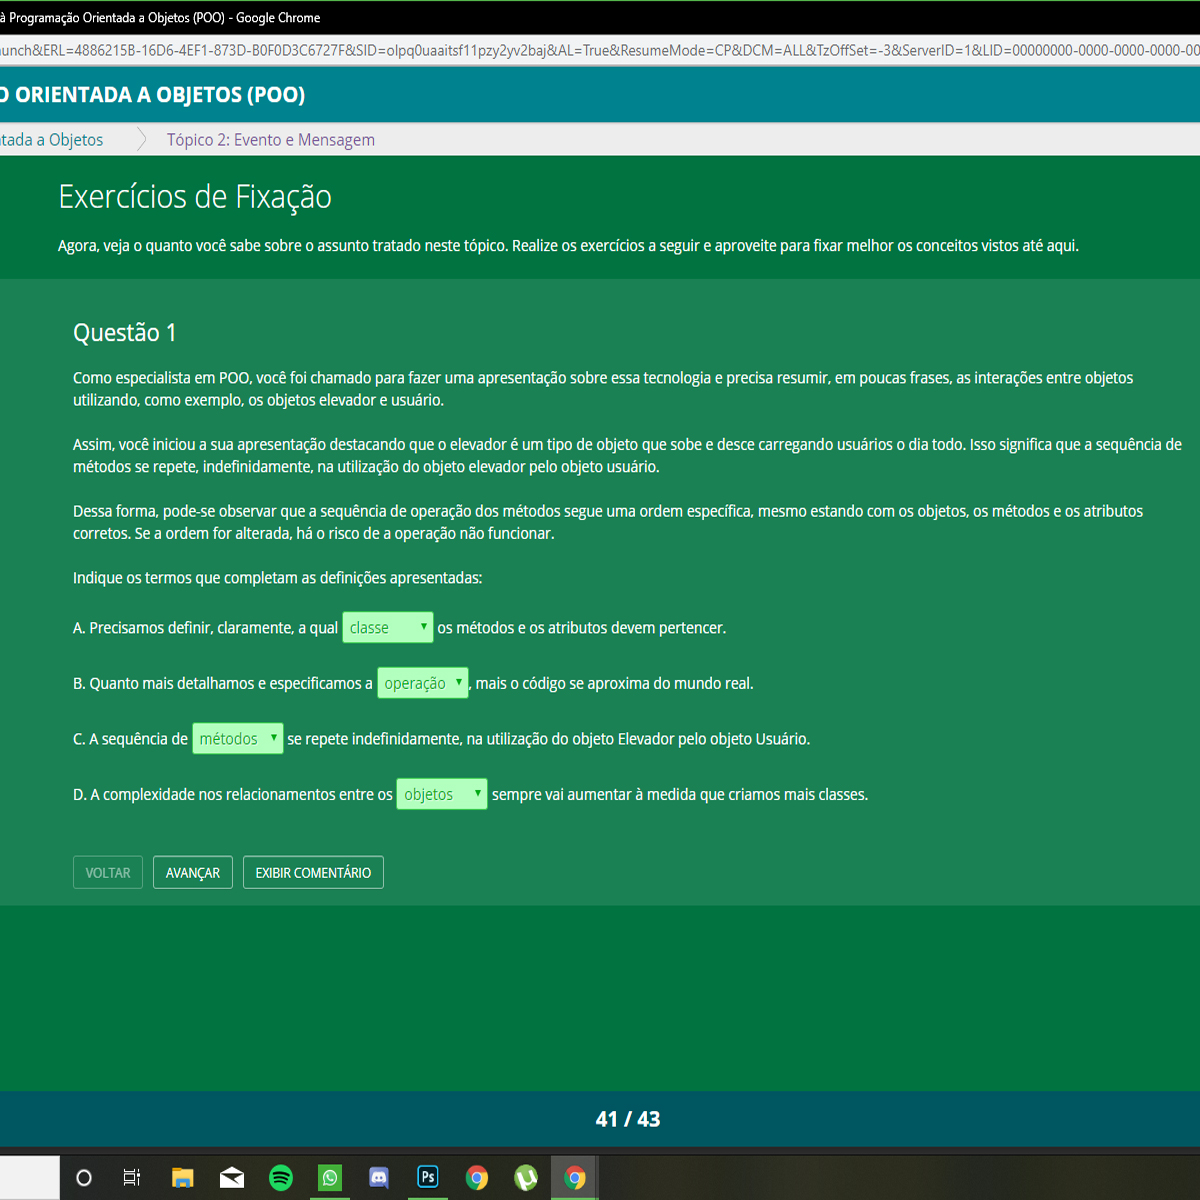 à Programação Orientada a Objetos (POO) - Google Chrome
unch&ERL=4886215B-16D6-4EF1-873D-B0F0D3C6727F&SID=olpq0uaaitsf11pzy2yv2baj&AL=True&ResumeMode=CP&DCM=ALL&TzOffSet=-3&ServerID=1&LID=00000000-0000-0000-0000-00
O ORIENTADA A OBJETOS (POO)
ntada a Objetos Tópico 2: Evento e Mensagem
Exercícios de Fixação
Agora, veja o quanto você sabe sobre o assunto tratado neste tópico. Realize os exercícios a seguir e aproveite para fixar melhor os conceitos vistos até aqui.
Questão 1
Como especialista em POO, você foi chamado para fazer uma apresentação sobre essa tecnologia e precisa resumir, em poucas frases, as interações entre objetos
utilizando, como exemplo, os objetos elevador e usuário.
Assim, você iniciou a sua apresentação destacando que o elevador é um tipo de objeto que sobe e desce carregando usuários o dia todo. Isso significa que a sequência de
métodos se repete, indefinidamente, na utilização do objeto elevador pelo objeto usuário.
Dessa forma, pode-se observar que a sequência de operação dos métodos segue uma ordem específica, mesmo estando com os objetos, os métodos e os atributos
corretos. Se a ordem for alterada, há o risco de a operação não funcionar.
Indique os termos que completam as definições apresentadas:
A. Precisamos definir, claramente, a qual classe os métodos e os atributos devem pertencer.
B. Quanto mais detalhamos e especificamos a operação , mais o código se aproxima do mundo real.
C. A sequência de métodos se repete indefinidamente, na utilização do objeto Elevador pelo objeto Usuário.
D. A complexidade nos relacionamentos entre os objetos sempre vai aumentar à medida que criamos mais classes.
VOLTAR AVANÇAR EXIBIR COMENTÁRIO
41 / 43
Ps